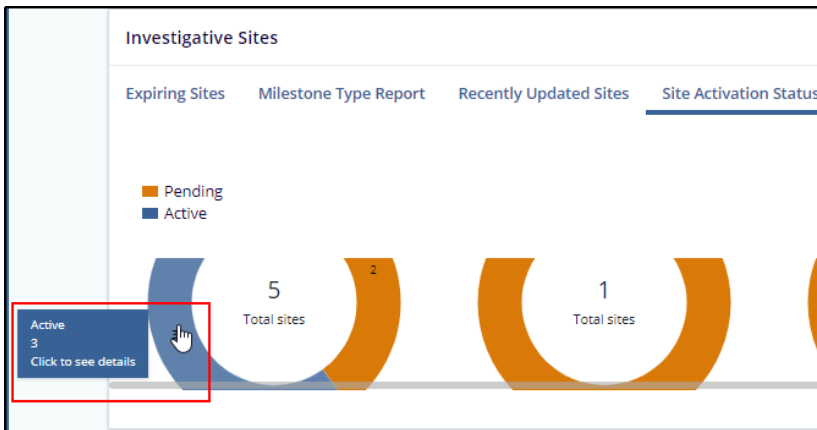 Investigative Sites
Expiring Sites Milestone Type Report Recently Updated Sites Site Activation Status
Pending
Active
2
5
Total sites
1
Total sites
Active
3
Click to see details